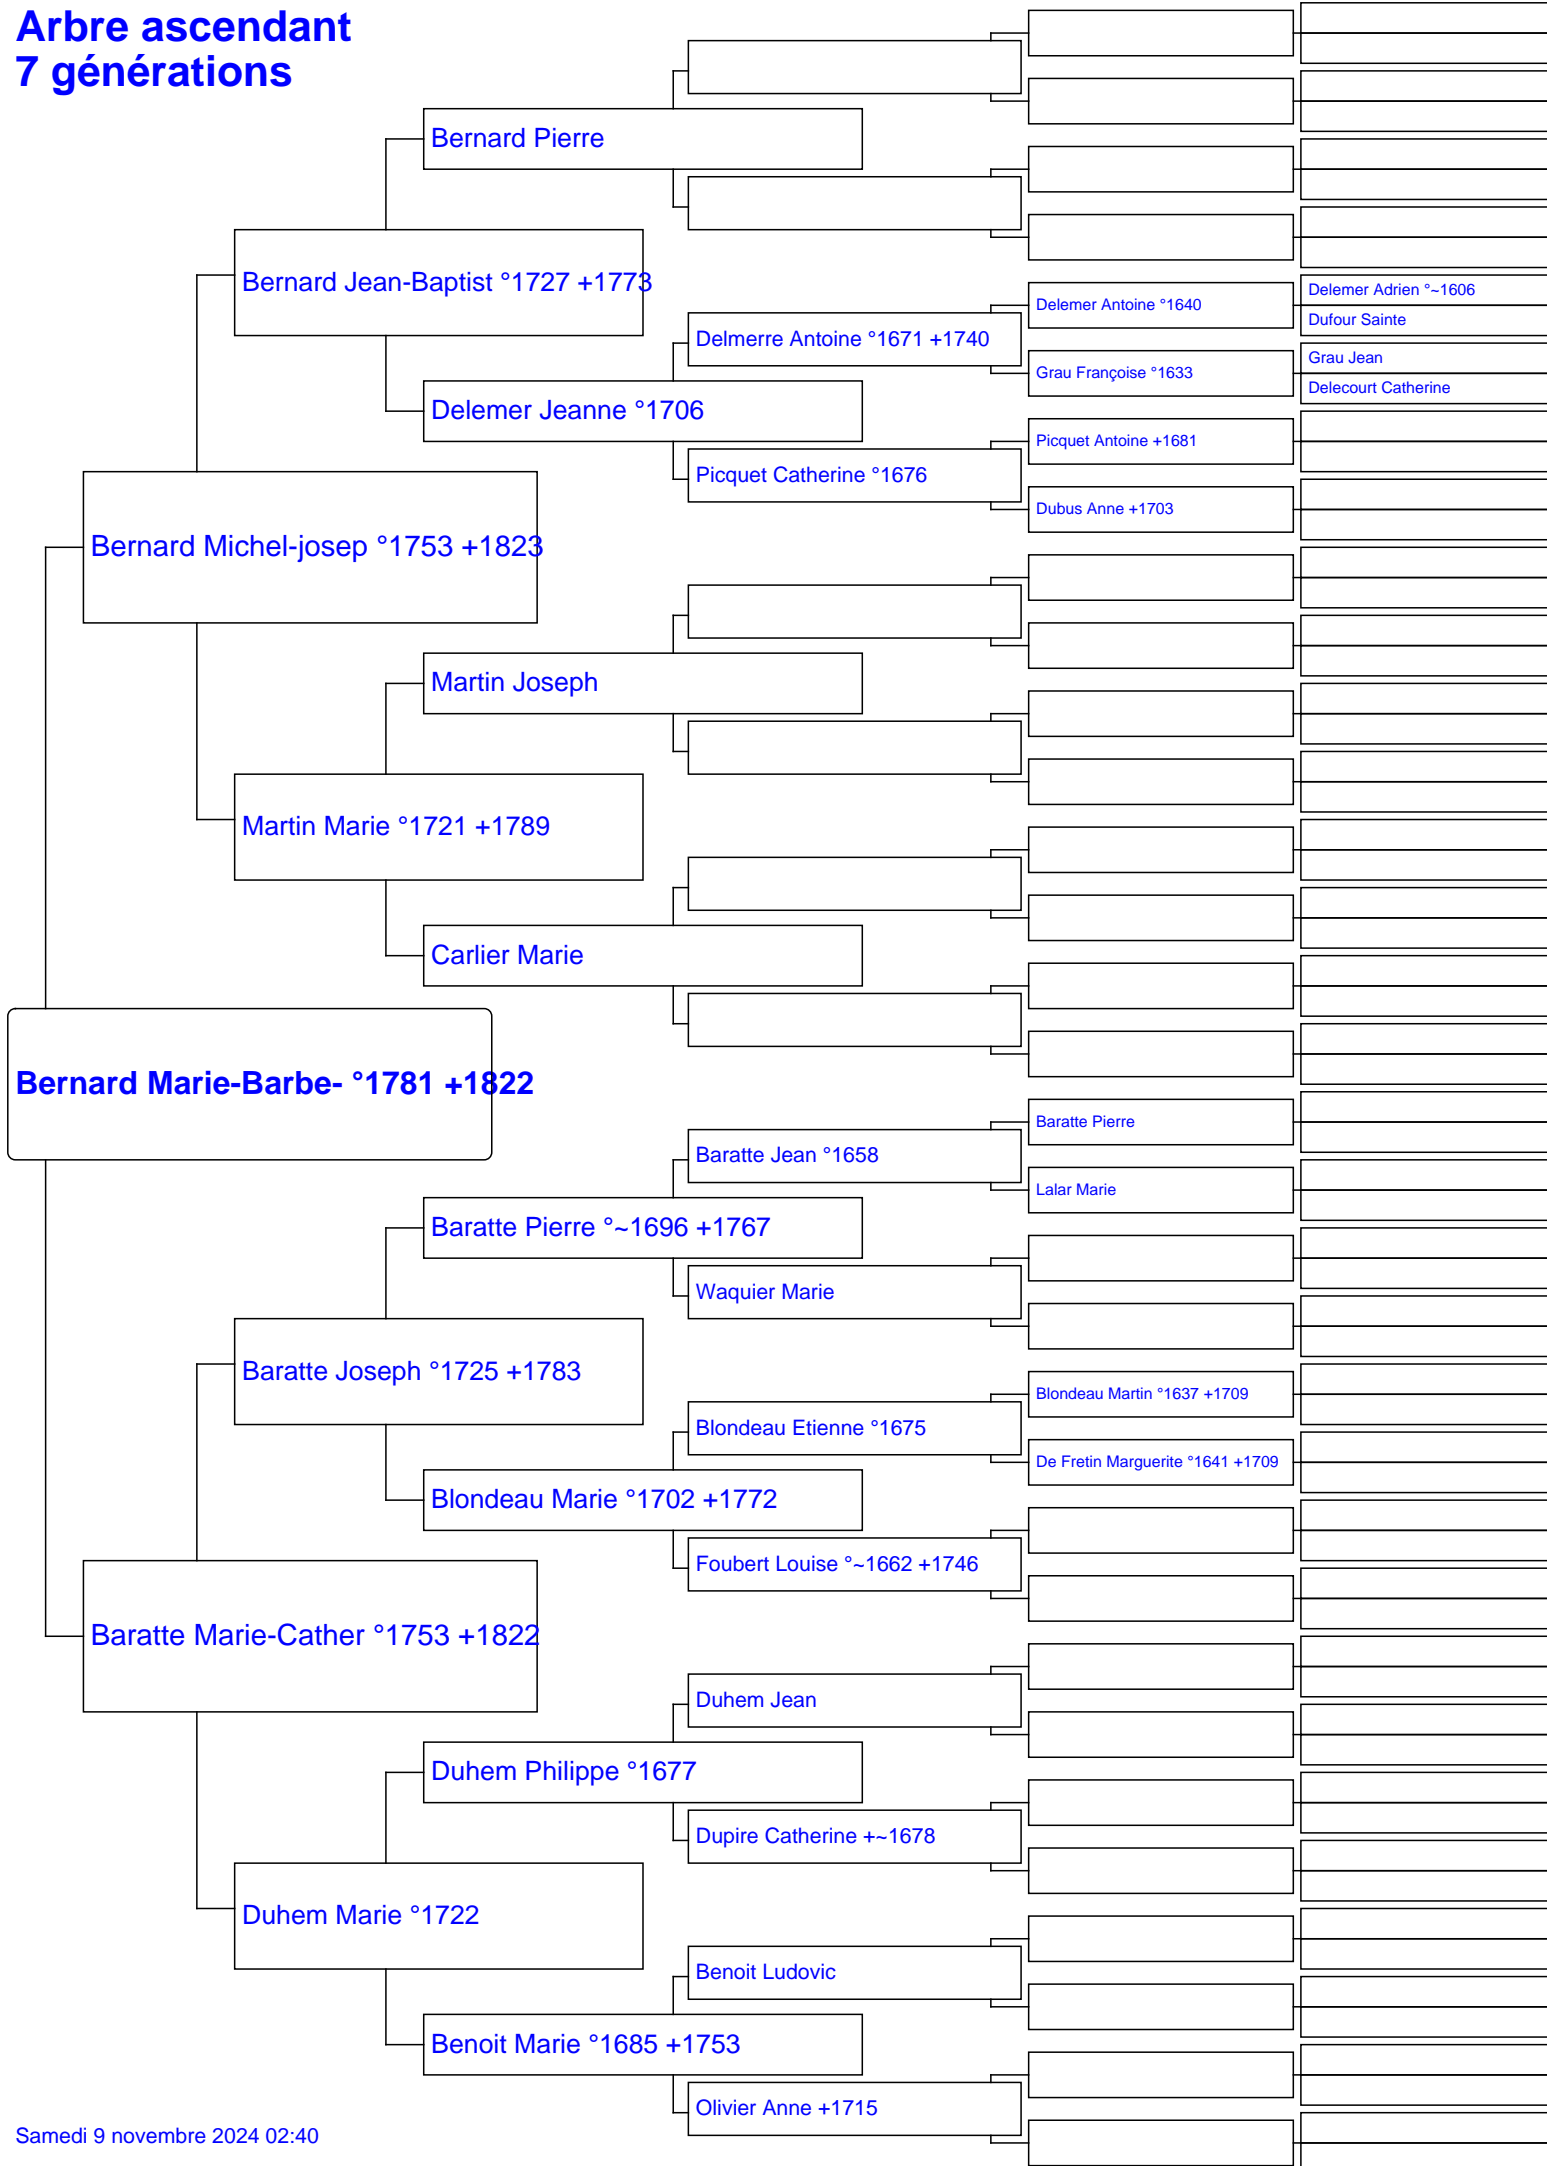 Arbre ascendant
7 générations
Bernard Pierre
Bernard Jean-Baptist °1727 +1773
Delemer Adrien °~1606
Delemer Antoine °1640
Dufour Sainte
Delmerre Antoine °1671 +1740
Grau Jean
Grau Françoise °1633
Delecourt Catherine
Delemer Jeanne °1706
Picquet Antoine +1681
Picquet Catherine °1676
Dubus Anne +1703
Bernard Michel-josep °1753 +1823
Martin Joseph
Martin Marie °1721 +1789
Carlier Marie
Bernard Marie-Barbe- °1781 +1822
Baratte Pierre
Baratte Jean °1658
Lalar Marie
Baratte Pierre °~1696 +1767
Waquier Marie
Baratte Joseph °1725 +1783
Blondeau Martin °1637 +1709
Blondeau Etienne °1675
De Fretin Marguerite °1641 +1709
Blondeau Marie °1702 +1772
Foubert Louise °~1662 +1746
Baratte Marie-Cather °1753 +1822
Duhem Jean
Duhem Philippe °1677
Dupire Catherine +~1678
Duhem Marie °1722
Benoit Ludovic
Benoit Marie °1685 +1753
Olivier Anne +1715
Samedi 9 novembre 2024 02:40